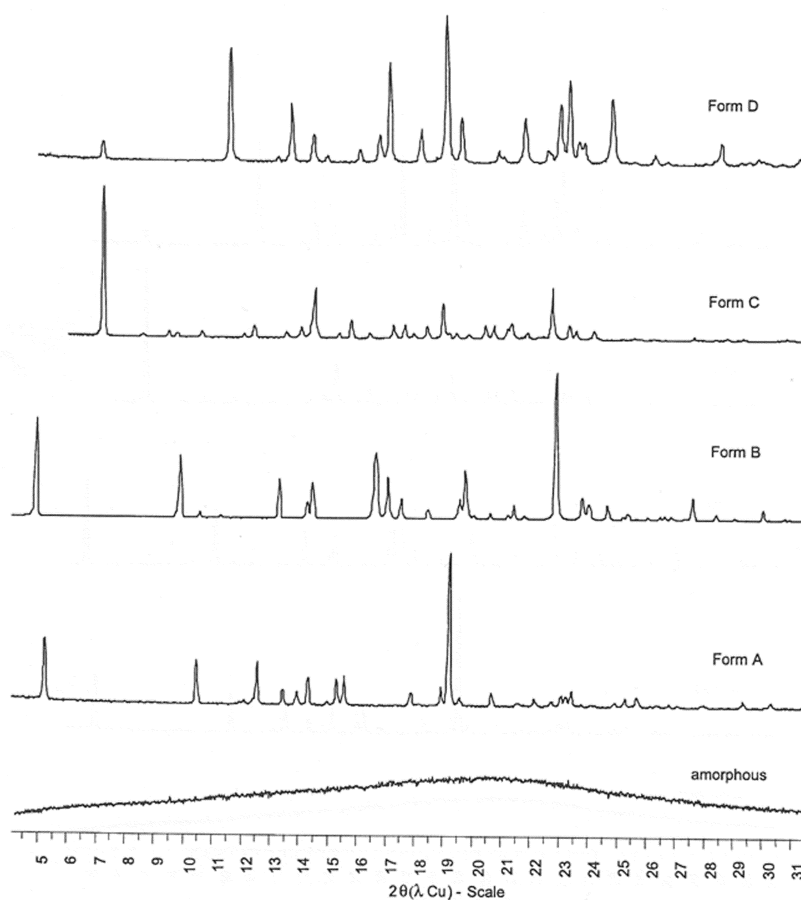 Form D
Form C
Form B
Form A
amorphous
5 6 7 8 9 10 11 12 13 14 15 16 17 18 19 20 21 22 23 24 25 26 27 28 29 30 31
2θ(λ Cu) - Scale